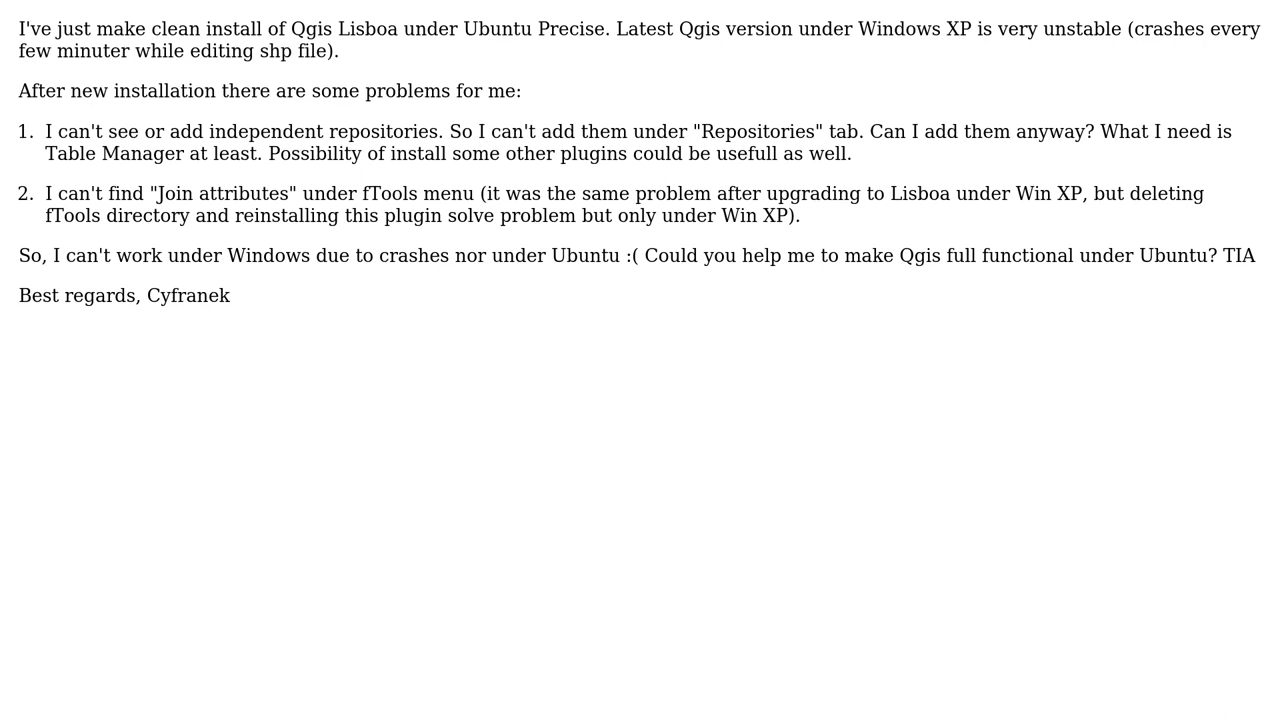 I've just make clean install of Qgis Lisboa under Ubuntu Precise. Latest Qgis version under Windows XP is very unstable (crashes every
few minuter while editing shp file).
After new installation there are some problems for me:
1. I can't see or add independent repositories. So I can't add them under "Repositories" tab. Can I add them anyway? What I need is
Table Manager at least. Possibility of install some other plugins could be usefull as well.
2. I can't find "Join attributes" under fTools menu (it was the same problem after upgrading to Lisboa under Win XP, but deleting
fTools directory and reinstalling this plugin solve problem but only under Win XP).
So, I can't work under Windows due to crashes nor under Ubuntu :( Could you help me to make Qgis full functional under Ubuntu? TIA
Best regards, Cyfranek